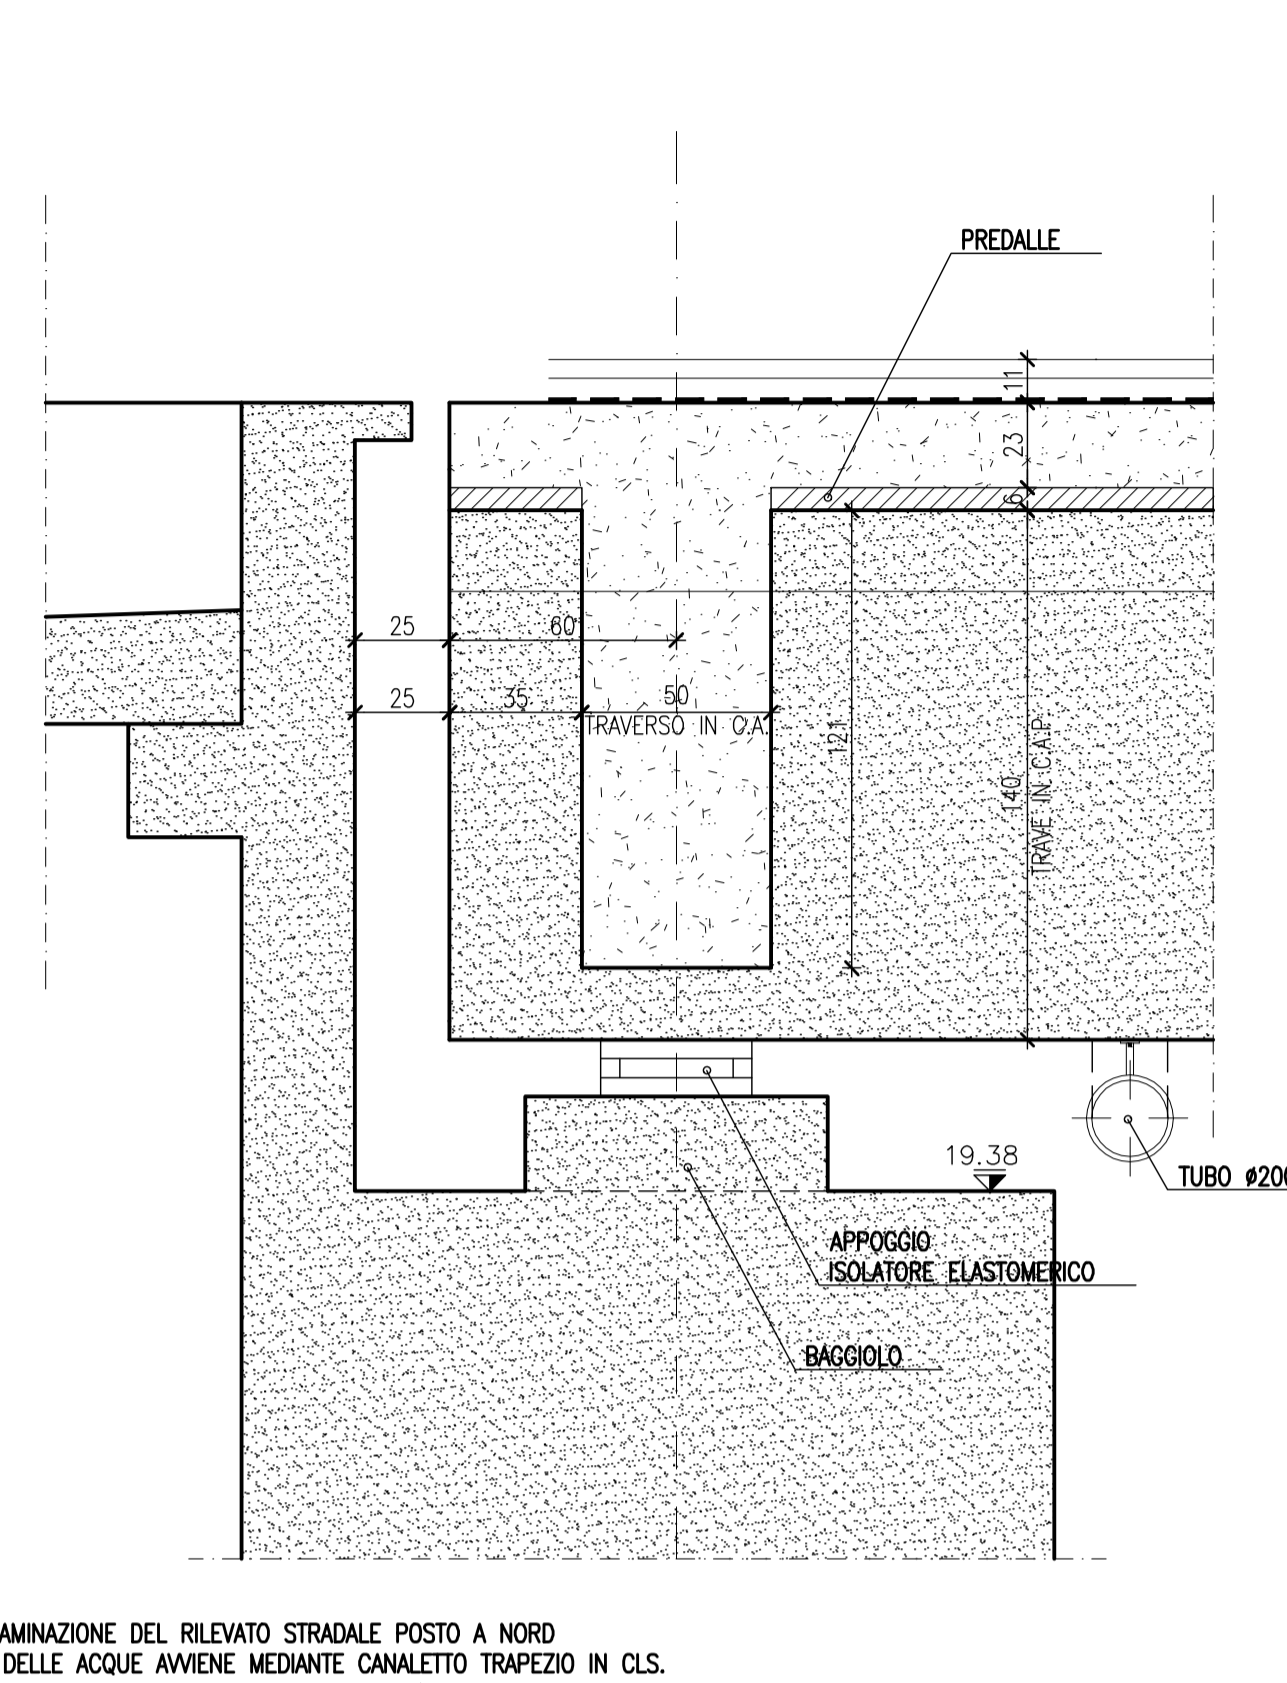 PREDALLE
11
23
6
25
60
25
35
50
TRAVERSO IN C.A.
121
140
TRAVE IN C.A.P.
19.38
TUBO ø200
APPOGGIO
ISOLATORE ELASTOMERICO
BAGGIOLO
AMINAZIONE DEL RILEVATO STRADALE POSTO A NORD
DELLE ACQUE AVVIENE MEDIANTE CANALETTO TRAPEZIO IN CLS.